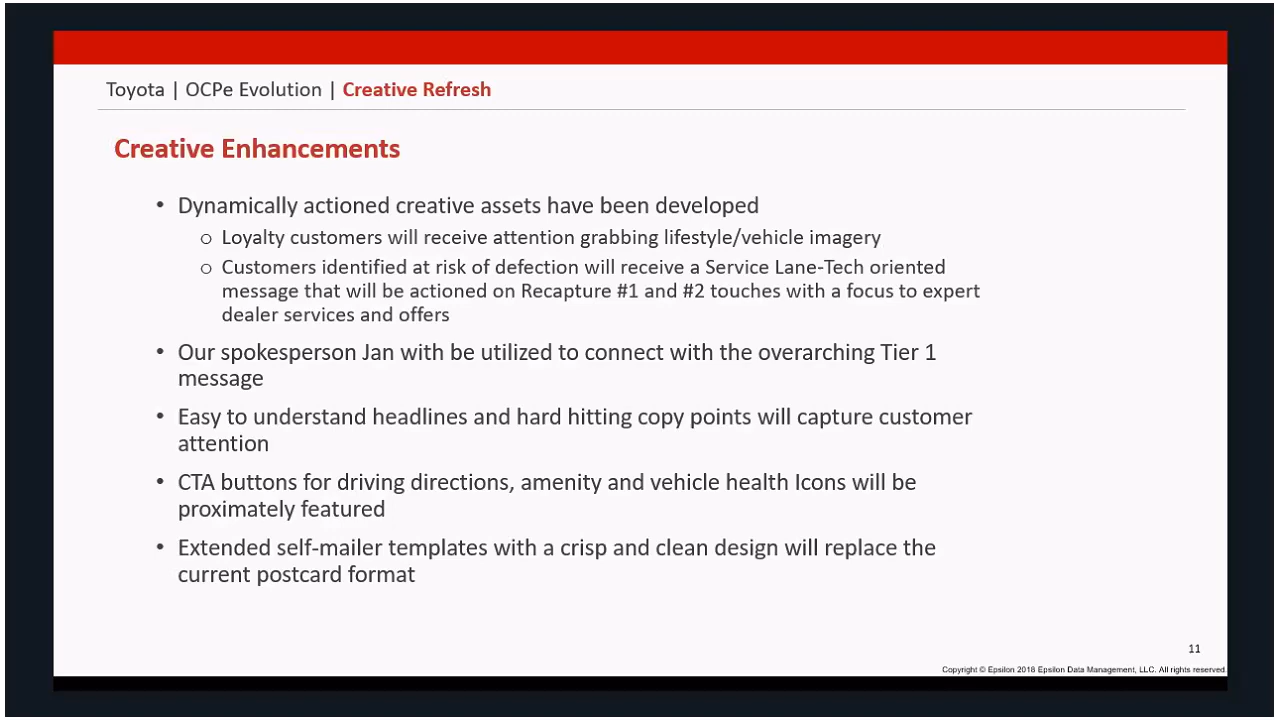 Toyota | OCPe Evolution | Creative Refresh
Creative Enhancements
• Dynamically actioned creative assets have been developed
o Loyalty customers will receive attention grabbing lifestyle/vehicle imagery
o Customers identified at risk of defection will receive a Service Lane-Tech oriented
message that will be actioned on Recapture #1 and #2 touches with a focus to expert
dealer services and offers
• Our spokesperson Jan with be utilized to connect with the overarching Tier 1
message
• Easy to understand headlines and hard hitting copy points will capture customer
attention
• CTA buttons for driving directions, amenity and vehicle health Icons will be
proximately featured
• Extended self-mailer templates with a crisp and clean design will replace the
current postcard format
11
Copyright © Epsilon 2018 Epsilon Data Management, LLC. All rights reserved.